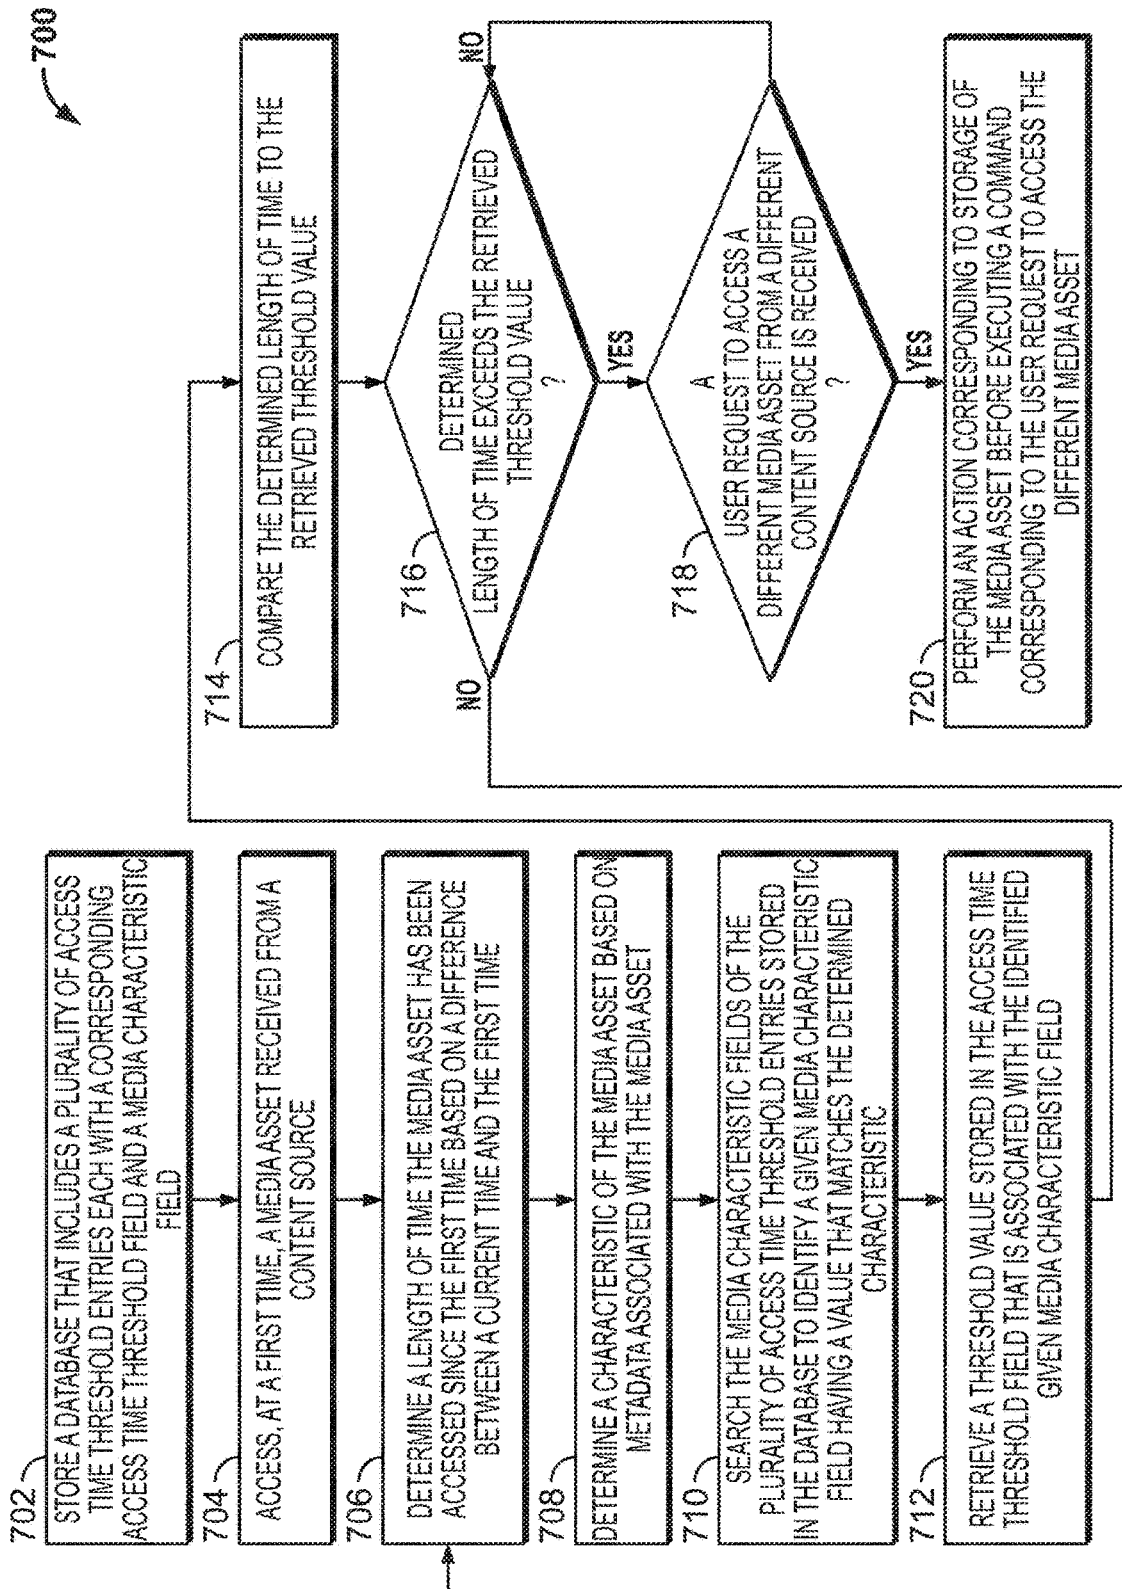 700
702
STORE A DATABASE THAT INCLUDES A PLURALITY OF ACCESS
TIME THRESHOLD ENTRIES EACH WITH A CORRESPONDING
ACCESS TIME THRESHOLD FIELD AND A MEDIA CHARACTERISTIC
FIELD
704
ACCESS, AT A FIRST TIME, A MEDIA ASSET RECEIVED FROM A
CONTENT SOURCE
706
DETERMINE A LENGTH OF TIME THE MEDIA ASSET HAS BEEN
ACCESSED SINCE THE FIRST TIME BASED ON A DIFFERENCE
BETWEEN A CURRENT TIME AND THE FIRST TIME
708
DETERMINE A CHARACTERISTIC OF THE MEDIA ASSET BASED ON
METADATA ASSOCIATED WITH THE MEDIA ASSET
710
SEARCH THE MEDIA CHARACTERISTIC FIELDS OF THE
PLURALITY OF ACCESS TIME THRESHOLD ENTRIES STORED
IN THE DATABASE TO IDENTIFY A GIVEN MEDIA CHARACTERISTIC
FIELD HAVING A VALUE THAT MATCHES THE DETERMINED
CHARACTERISTIC
712
RETRIEVE A THRESHOLD VALUE STORED IN THE ACCESS TIME
THRESHOLD FIELD THAT IS ASSOCIATED WITH THE IDENTIFIED
GIVEN MEDIA CHARACTERISTIC FIELD
714
COMPARE THE DETERMINED LENGTH OF TIME TO THE
RETRIEVED THRESHOLD VALUE
716
DETERMINED
LENGTH OF TIME EXCEEDS THE RETRIEVED
THRESHOLD VALUE
?
NO
NO
YES
718
A
USER REQUEST TO ACCESS A
DIFFERENT MEDIA ASSET FROM A DIFFERENT
CONTENT SOURCE IS RECEIVED
?
YES
720
PERFORM AN ACTION CORRESPONDING TO STORAGE OF
THE MEDIA ASSET BEFORE EXECUTING A COMMAND
CORRESPONDING TO THE USER REQUEST TO ACCESS THE
DIFFERENT MEDIA ASSET